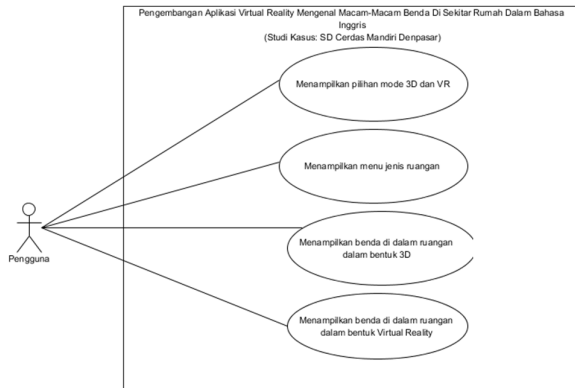 Pengembangan Aplikasi Virtual Reality Mengenal Macam-Macam Benda Di Sekitar Rumah Dalam Bahasa
Inggris
(Studi Kasus: SD Cerdas Mandiri Denpasar)
Menampilkan pilihan mode 3D dan VR
Menampilkan menu jenis ruangan
Pengguna
Menampilkan benda di dalam ruangan
dalam bentuk 3D
Menampilkan benda di dalam ruangan
dalam bentuk Virtual Reality